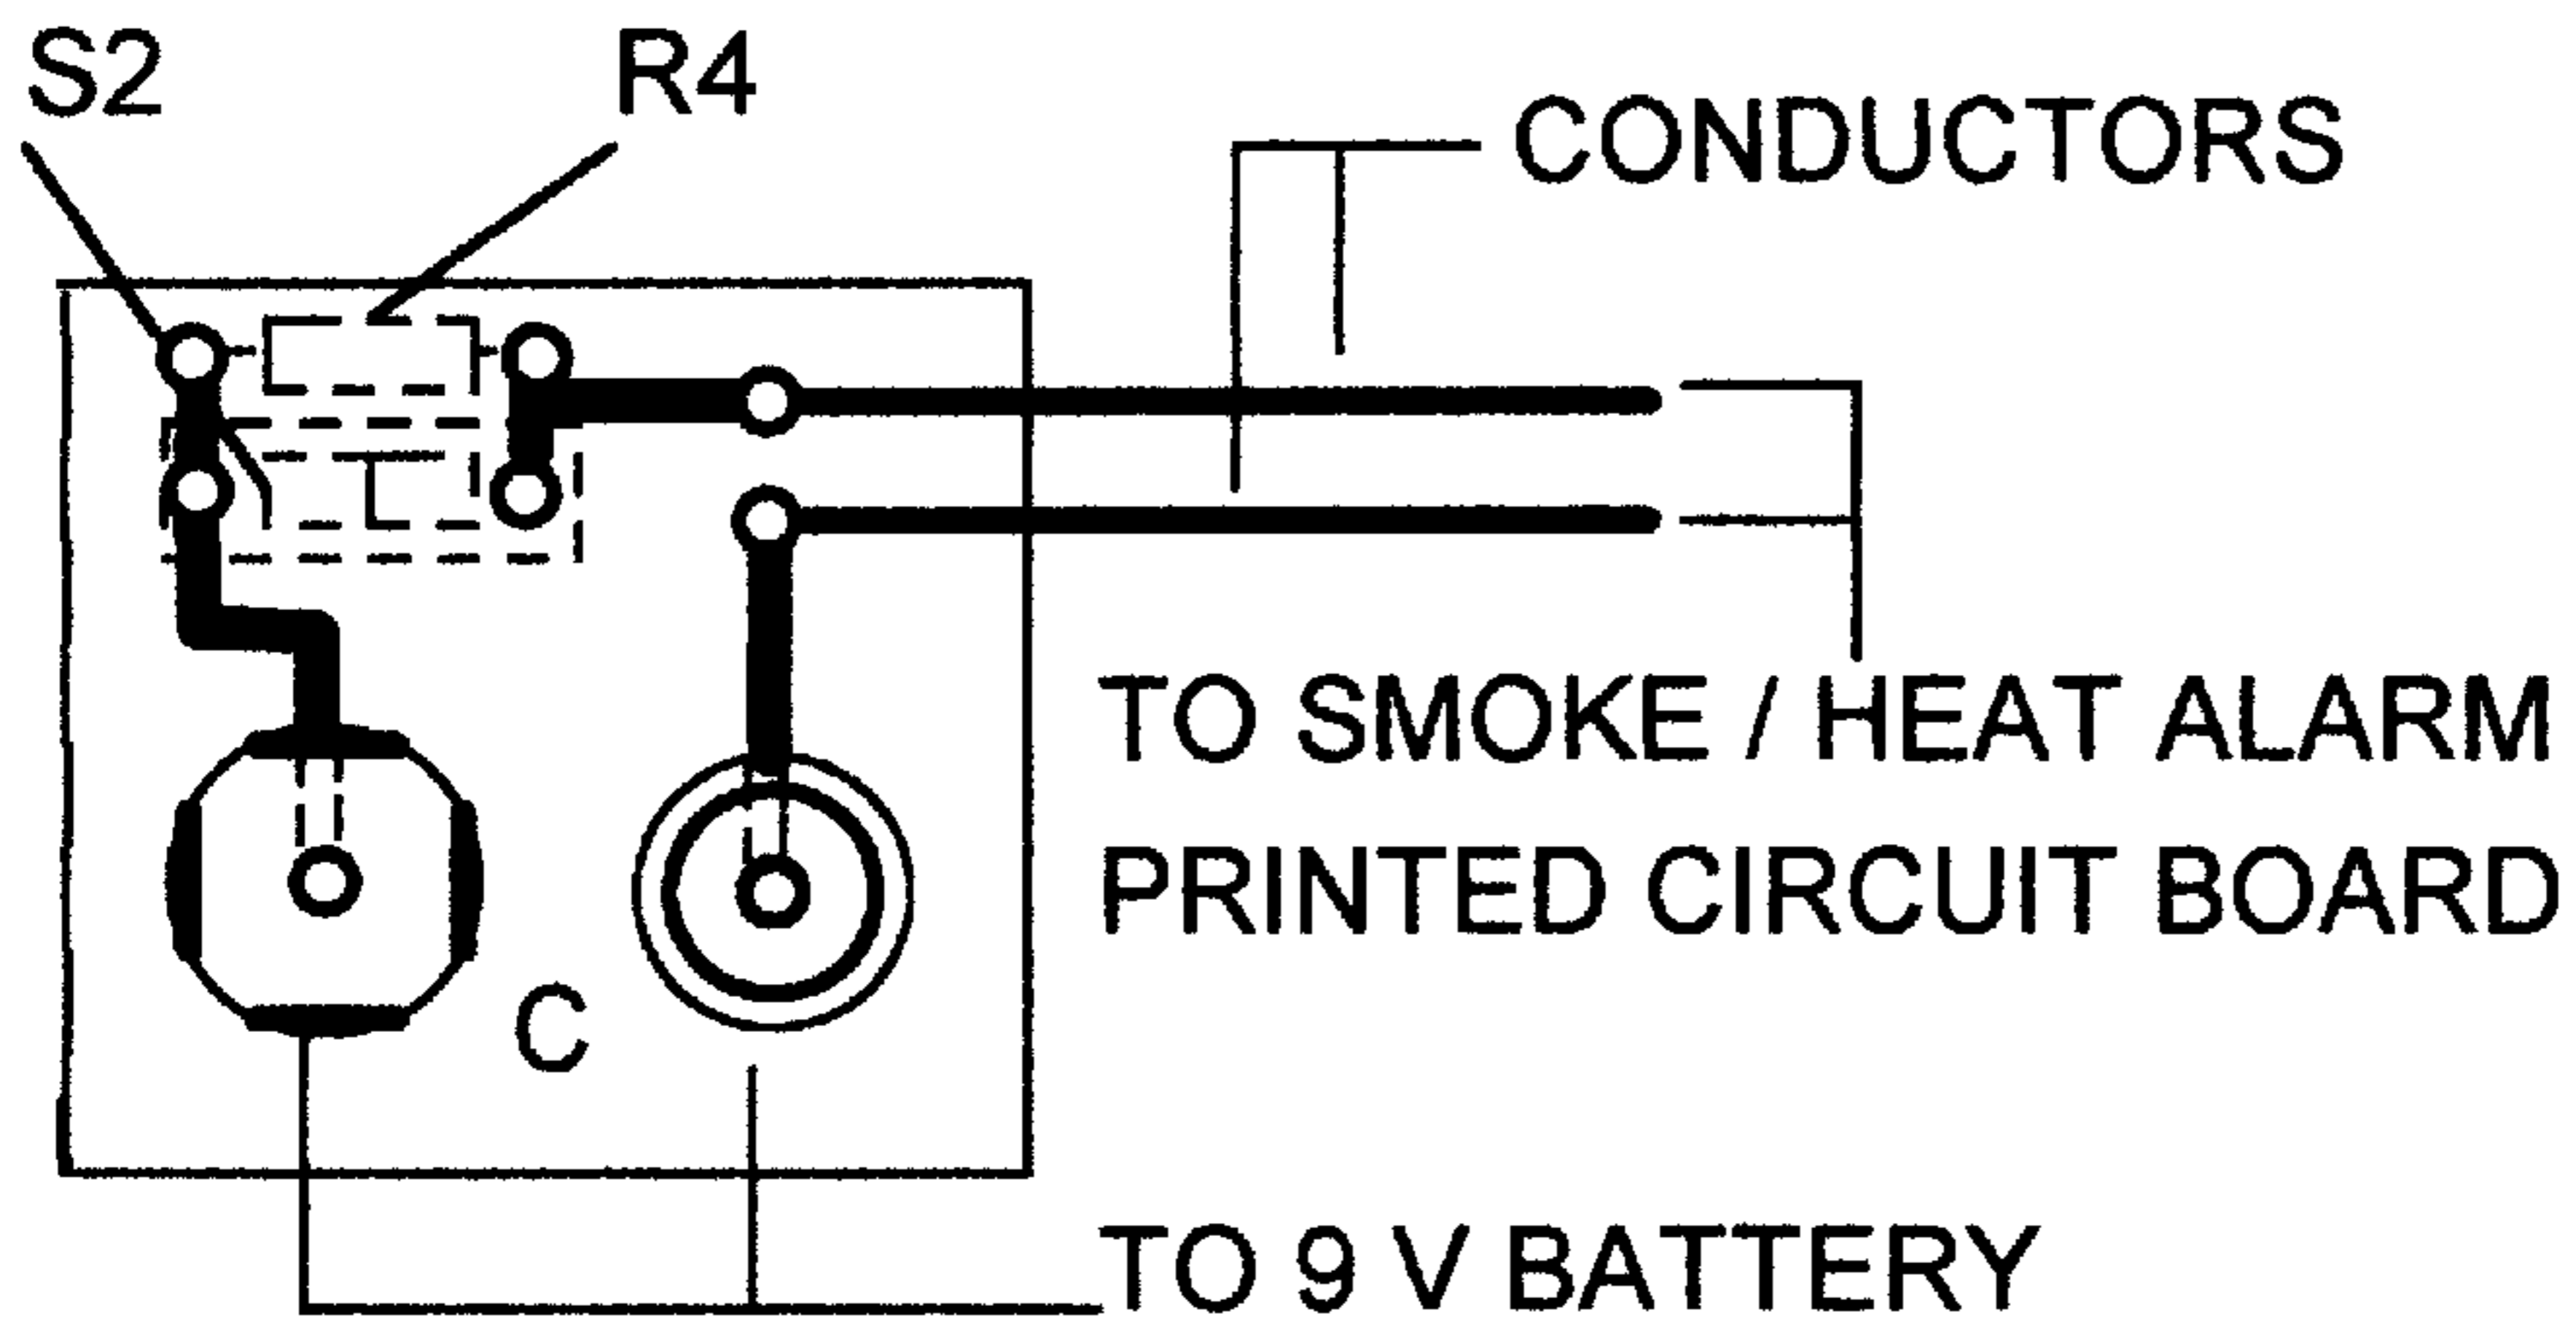 S2
R4
CONDUCTORS
TO SMOKE / HEAT ALARM
PRINTED CIRCUIT BOARD
C
TO 9 V BATTERY